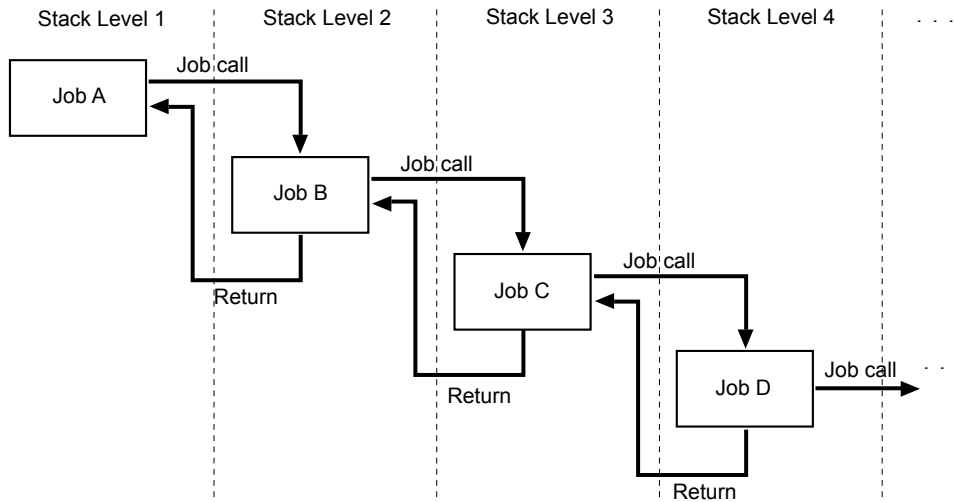 Stack Level 1
Stack Level 2
Stack Level 3
Stack Level 4
. . .
Job call
Job A
Job call
Job B
Job call
Return
Job C
Job call
. .
Return
Job D
Return